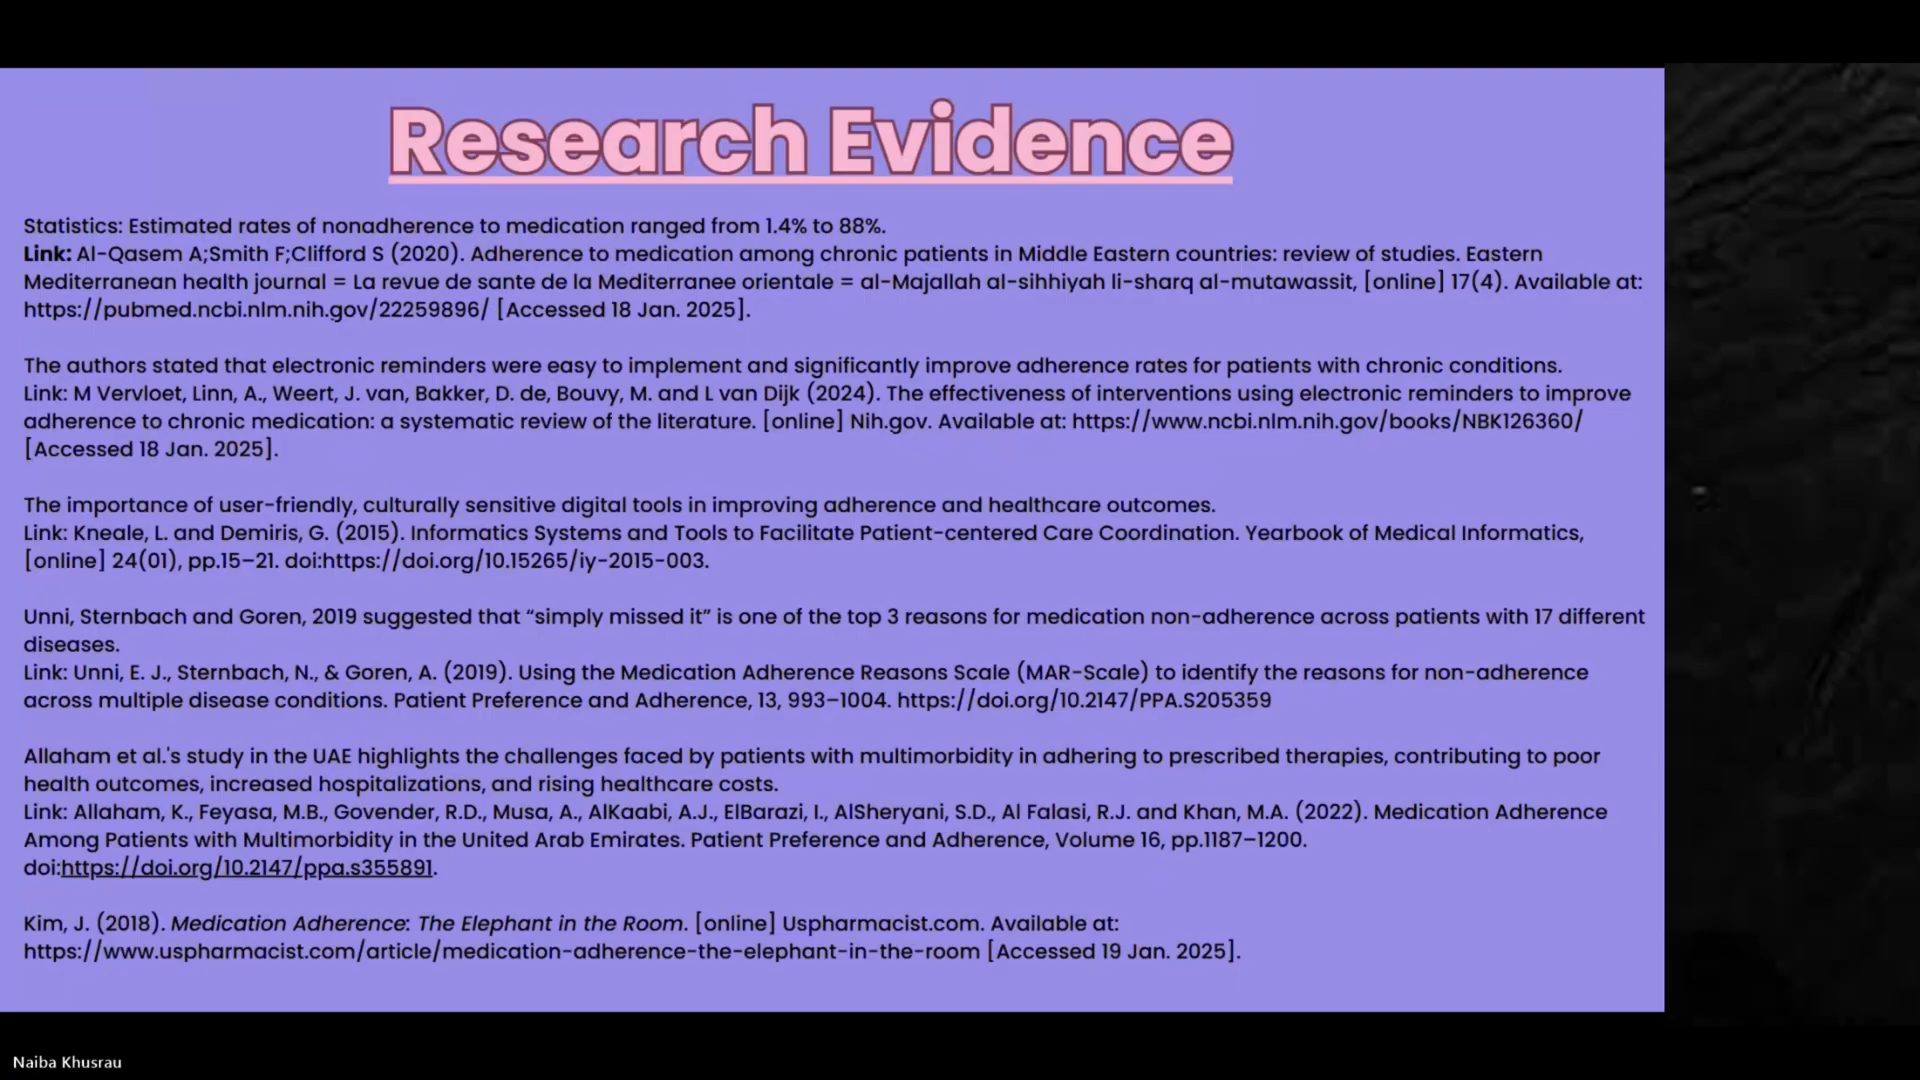 Research Evidence
Statistics: Estimated rates of nonadherence to medication ranged from 1.4% to 88%.
Link: Al-Qasem A;Smith F;Clifford S (2020). Adherence to medication among chronic patients in Middle Eastern countries: review of studies. Eastern
Mediterranean health journal = La revue de sante de la Mediterranee orientale = al-Majallah al-sihhiyah li-sharq al-mutawassit, [online] 17(4). Available at:
https://pubmed.ncbi.nlm.nih.gov/22259896/ [Accessed 18 Jan. 2025].
The authors stated that electronic reminders were easy to implement and significantly improve adherence rates for patients with chronic conditions.
Link: M Vervloet, Linn, A., Weert, J. van, Bakker, D. de, Bouvy, M. and L van Dijk (2024). The effectiveness of interventions using electronic reminders to improve
adherence to chronic medication: a systematic review of the literature. [online] Nih.gov. Available at: https://www.ncbi.nlm.nih.gov/books/NBK126360/
[Accessed 18 Jan. 2025].
The importance of user-friendly, culturally sensitive digital tools in improving adherence and healthcare outcomes.
Link: Kneale, L. and Demiris, G. (2015). Informatics Systems and Tools to Facilitate Patient-centered Care Coordination. Yearbook of Medical Informatics,
[online] 24(01), pp.15–21. doi:https://doi.org/10.15265/iy-2015-003.
Unni, Sternbach and Goren, 2019 suggested that “simply missed it” is one of the top 3 reasons for medication non-adherence across patients with 17 different
diseases.
Link: Unni, E. J., Sternbach, N., & Goren, A. (2019). Using the Medication Adherence Reasons Scale (MAR-Scale) to identify the reasons for non-adherence
across multiple disease conditions. Patient Preference and Adherence, 13, 993–1004. https://doi.org/10.2147/PPA.S205359
Allaham et al.'s study in the UAE highlights the challenges faced by patients with multimorbidity in adhering to prescribed therapies, contributing to poor
health outcomes, increased hospitalizations, and rising healthcare costs.
Link: Allaham, K., Feyasa, M.B., Govender, R.D., Musa, A., AlKaabi, A.J., ElBarazi, I., AlSheryani, S.D., Al Falasi, R.J. and Khan, M.A. (2022). Medication Adherence
Among Patients with Multimorbidity in the United Arab Emirates. Patient Preference and Adherence, Volume 16, pp.1187–1200.
doi:https://doi.org/10.2147/ppa.s355891.
Kim, J. (2018). Medication Adherence: The Elephant in the Room. [online] Uspharmacist.com. Available at:
https://www.uspharmacist.com/article/medication-adherence-the-elephant-in-the-room [Accessed 19 Jan. 2025].
Naiba Khusrau